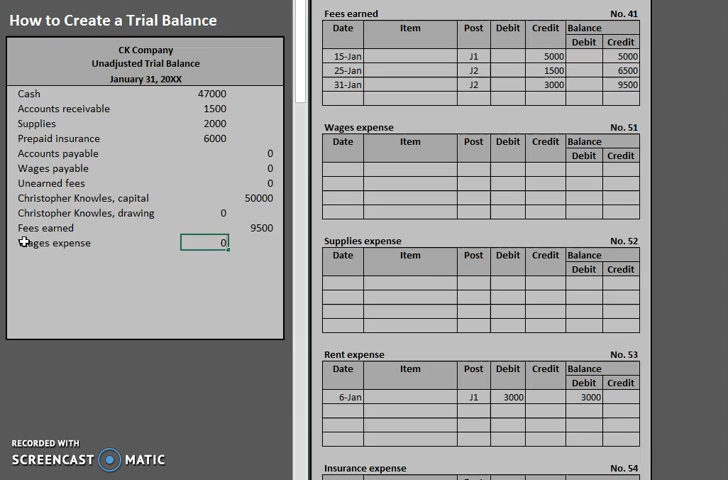 How to Create a Trial Balance
CK Company
Unadjusted Trial Balance
January 31, 20XX
Cash 47000
Accounts receivable 1500
Supplies 2000
Prepaid insurance 6000
Accounts payable 0
Wages payable 0
Unearned fees 0
Christopher Knowles, capital 50000
Christopher Knowles, drawing 0
Fees earned 9500
Wages expense 0
RECORDED WITH
SCREENCAST MATIC
Fees earned No. 41
Date Item Post Debit Credit Balance
Debit Credit
15-Jan J1 5000 5000
25-Jan J2 1500 6500
31-Jan J2 3000 9500
Wages expense No. 51
Date Item Post Debit Credit Balance
Debit Credit
Supplies expense No. 52
Date Item Post Debit Credit Balance
Debit Credit
Rent expense No. 53
Date Item Post Debit Credit Balance
Debit Credit
6-Jan J1 3000 3000
Insurance expense No. 54